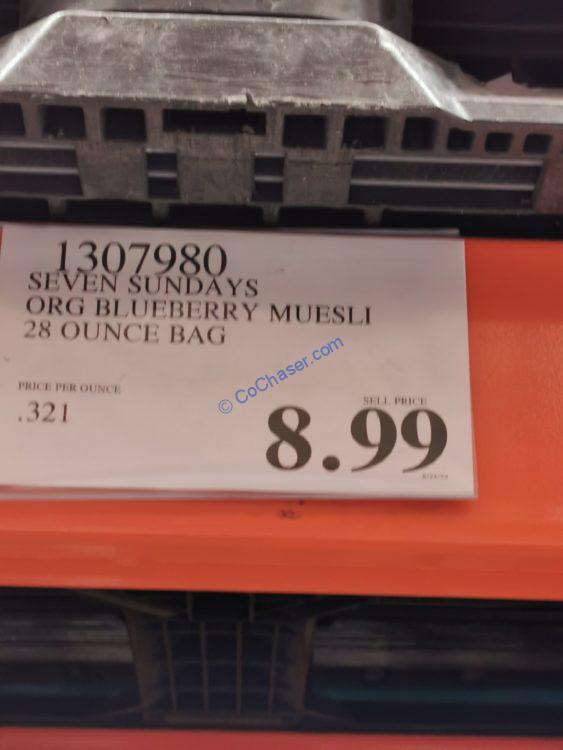 1307980
SEVEN SUNDAYS
ORG BLUEBERRY MUESLI
28 OUNCE BAG
© CoChaser.com
PRICE PER OUNCE
SELL PRICE
.321
8.99